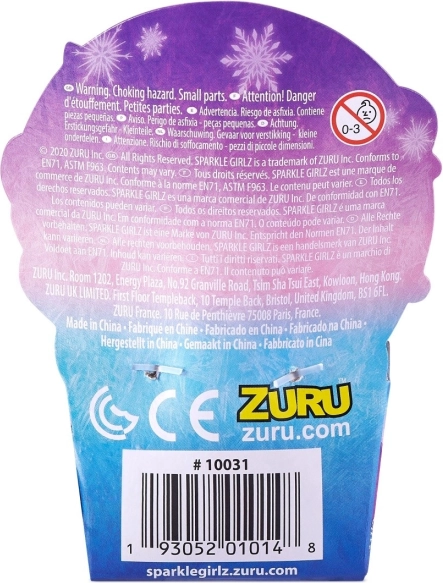 Warning. Choking hazard. Small parts. Attention! Danger
d'étouffement. Petites parties. Advertencia. Riesgo de asfixia. Contiene
piezas pequeñas. Aviso. Perigo de asfixia - peças pequenas. Achtung.
Erstickungsgefahr - Kleinteile. Waarschuwing. Gevaar voor verstikking - kleine
onderdelen. Attenzione. Rischio di soffocamento - pezzi di piccole dimensioni.
0-3
© 2020 ZURU Inc. All Rights Reserved. SPARKLE GIRLZ is a trademark of ZURU Inc. Conforms to
EN71, ASTM F963. Contents may vary. Tous droits réservés. SPARKLE GIRLZ est une marque de
commerce de ZURU Inc. Conforme à la norme EN71, ASTM F963. Le contenu peut varier. Todos los
derechos reservados. SPARKLE GIRLZ es una marca comercial de ZURU Inc. De conformidad con EN71.
Los contenidos pueden variar. Todos os direitos reservados. SPARKLE GIRLZ é uma marca
comercial da ZURU Inc. Em conformidade com a norma EN71. O conteúdo pode variar. Alle Rechte
vorbehalten. SPARKLE GIRLZ ist eine Marke von ZURU Inc. Entspricht den Normen EN71. Der Inhalt
kann variieren. Alle rechten voorbehouden. SPARKLE GIRLZ is een handelsmerk van ZURU Inc.
Voldoet aan EN71. Inhoud kan variëren. Tutti i diritti riservati. SPARKLE GIRLZ è un marchio di
ZURU Inc. Conforme a EN71. Il contenuto può variare.
ZURU Inc. Room 1202. Energy Plaza, No.92 Granville Road, Tsim Sha Tsui East, Kowloon, Hong Kong.
ZURU UK LIMITED. First Floor Templeback, 10 Temple Back, Bristol, United Kingdom, BS1 6FL.
ZURU France. 10 Rue de Penthièvre 75008 Paris, France.
Made in China • Fabriqué en Chine • Fabricado en China • Fabricado na China •
Hergestellt in China • Gemaakt in China • Fabbricato in Cina
CE
ZURU™
zuru.com
# 10031
1 93052 01014 8
sparklegirlz.zuru.com